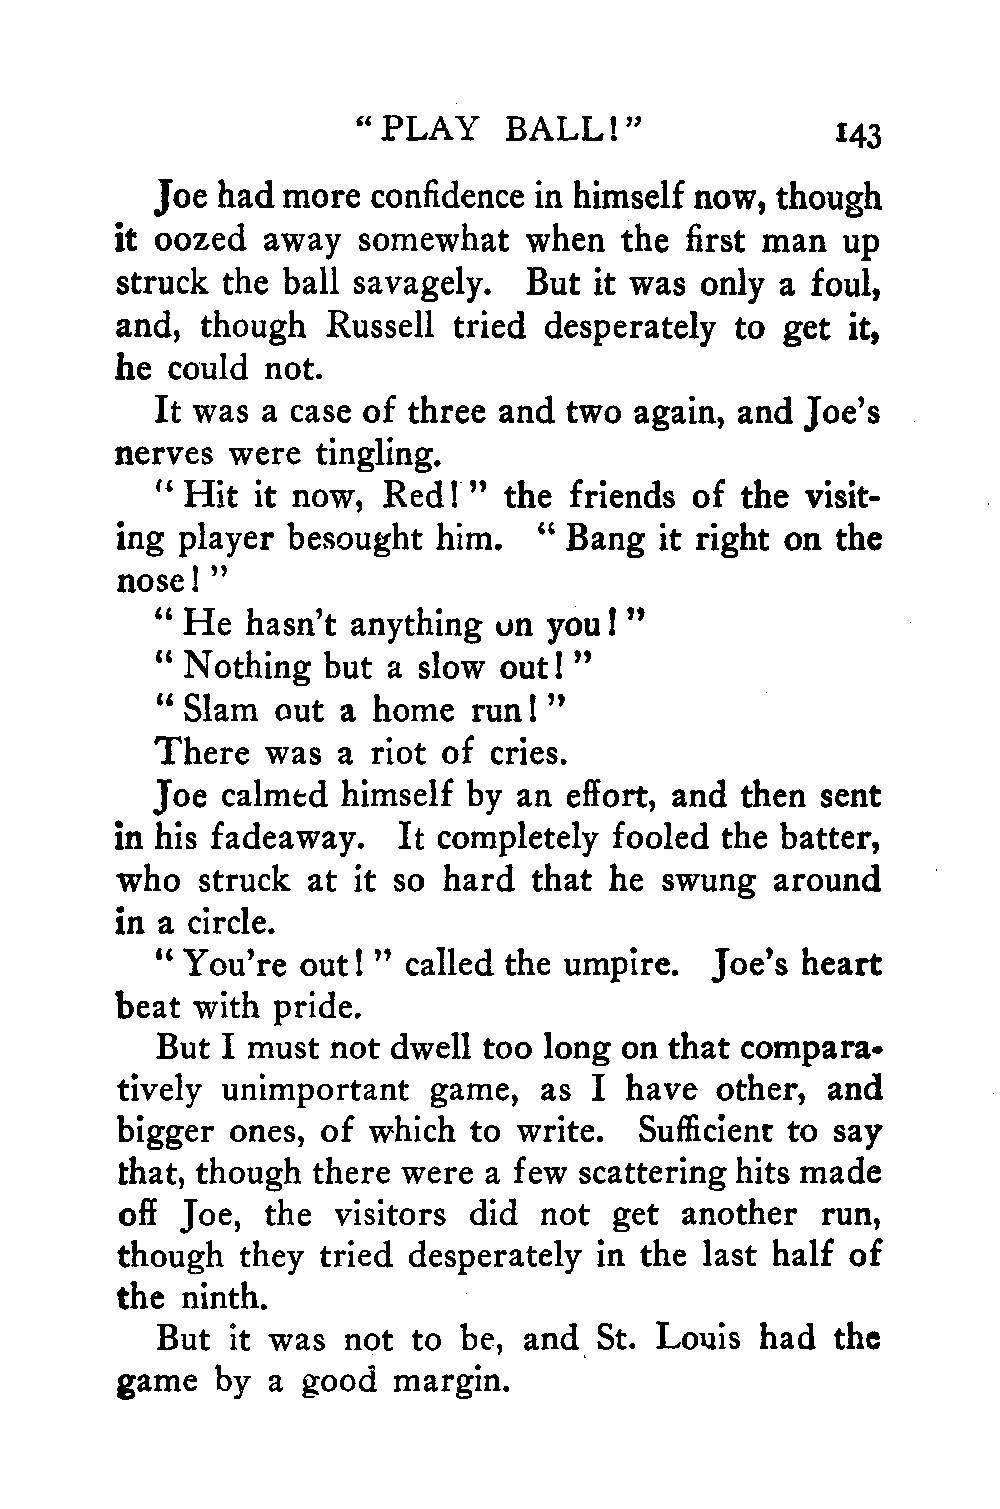 "PLAY BALL!" 143
Joe had more confidence in himself now, though
it oozed away somewhat when the first man up
struck the ball savagely. But it was only a foul,
and, though Russell tried desperately to get it,
he could not.
It was a case of three and two again, and Joe's
nerves were tingling.
"Hit it now, Red!" the friends of the visit-
ing player besought him. "Bang it right on the
nose!"
"He hasn't anything on you!"
"Nothing but a slow out!"
"Slam out a home run!"
There was a riot of cries.
Joe calmed himself by an effort, and then sent
in his fadeaway. It completely fooled the batter,
who struck at it so hard that he swung around
in a circle.
"You're out!" called the umpire. Joe's heart
beat with pride.
But I must not dwell too long on that compara-
tively unimportant game, as I have other, and
bigger ones, of which to write. Sufficient to say
that, though there were a few scattering hits made
off Joe, the visitors did not get another run,
though they tried desperately in the last half of
the ninth.
But it was not to be, and St. Louis had the
game by a good margin.